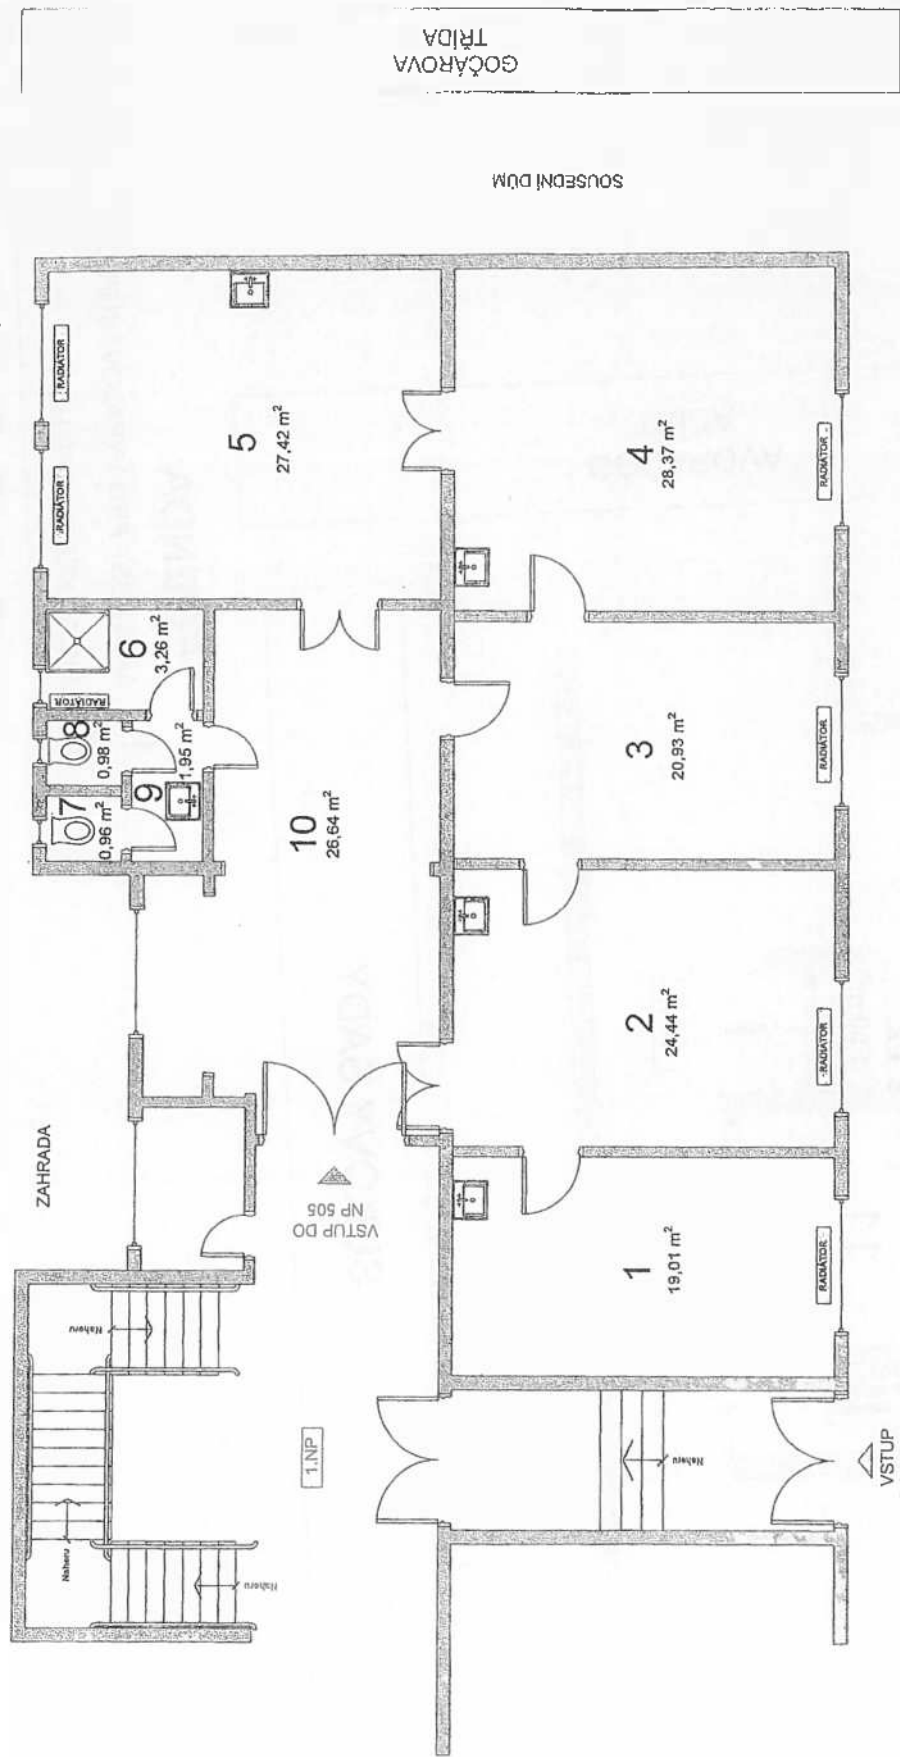 GOČÁROVA
TŘÍDA
SOUSEDNÍ DŮM
ZAHRADA
RADIÁTOR
RADIÁTOR
5
27,42 m²
4
28,37 m²
RADIÁTOR
6
3,26 m²
RADIÁTOR
8
0,98 m²
7
0,96 m²
9
1,95 m²
10
26,64 m²
3
20,93 m²
RADIÁTOR
2
24,44 m²
RADIÁTOR
1
19,01 m²
RADIÁTOR
VSTUP DO
NP 505
1.NP
Nahoru
Nahoru
Nahoru
Nahoru
VSTUP